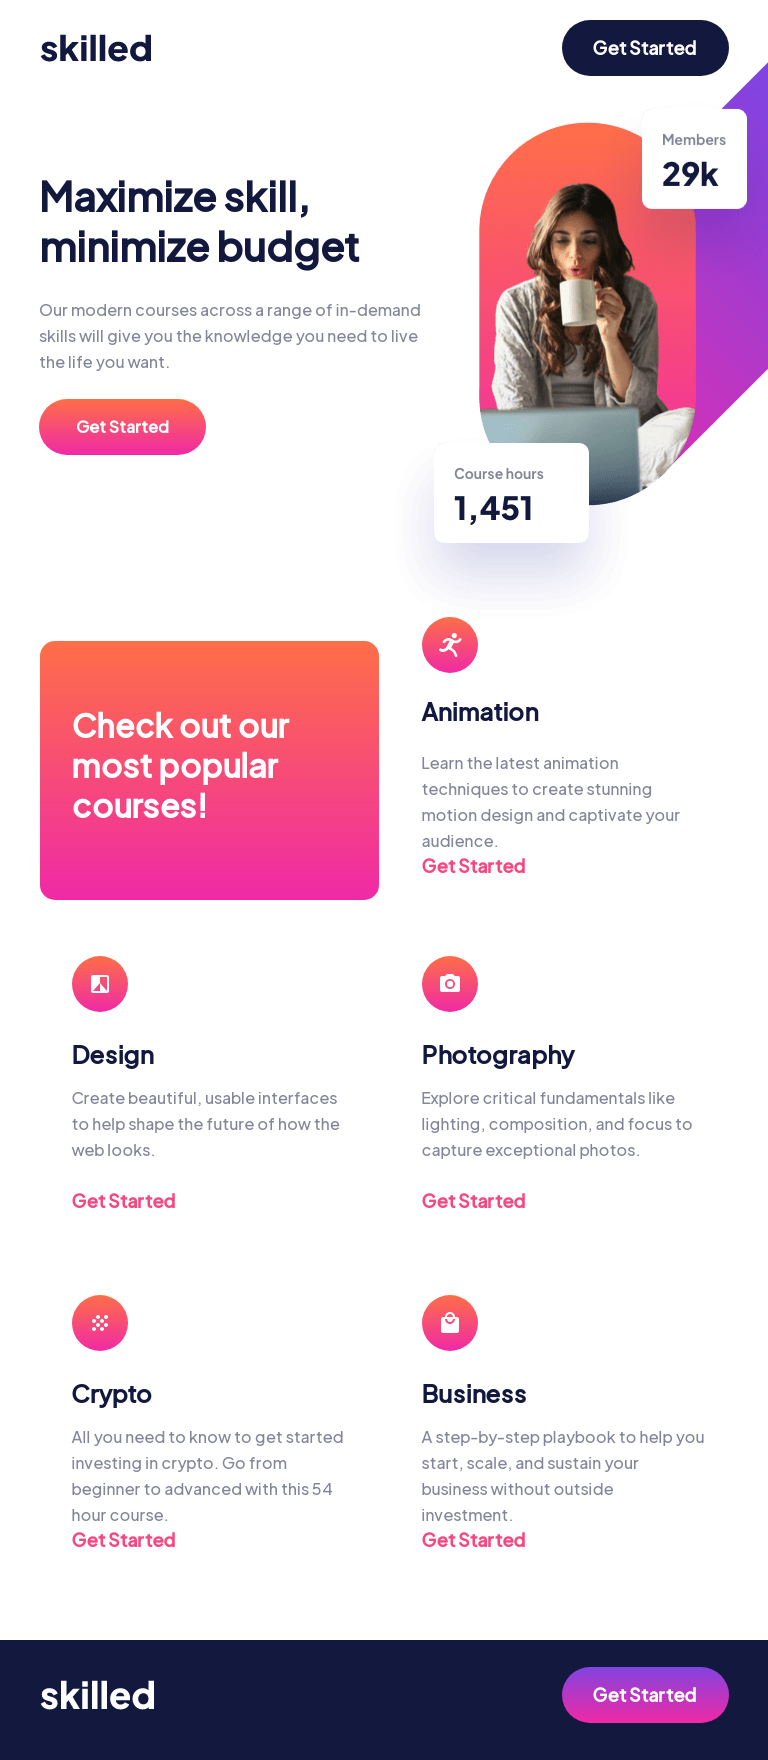 skilled
Get Started
Members
29k
Maximize skill,
minimize budget
Our modern courses across a range of in-demand
skills will give you the knowledge you need to live
the life you want.
Get Started
Course hours
1,451
Check out our
most popular
courses!
Animation
Learn the latest animation
techniques to create stunning
motion design and captivate your
audience.
Get Started
Design
Create beautiful, usable interfaces
to help shape the future of how the
web looks.
Get Started
Photography
Explore critical fundamentals like
lighting, composition, and focus to
capture exceptional photos.
Get Started
Crypto
All you need to know to get started
investing in crypto. Go from
beginner to advanced with this 54
hour course.
Get Started
Business
A step-by-step playbook to help you
start, scale, and sustain your
business without outside
investment.
Get Started
skilled
Get Started